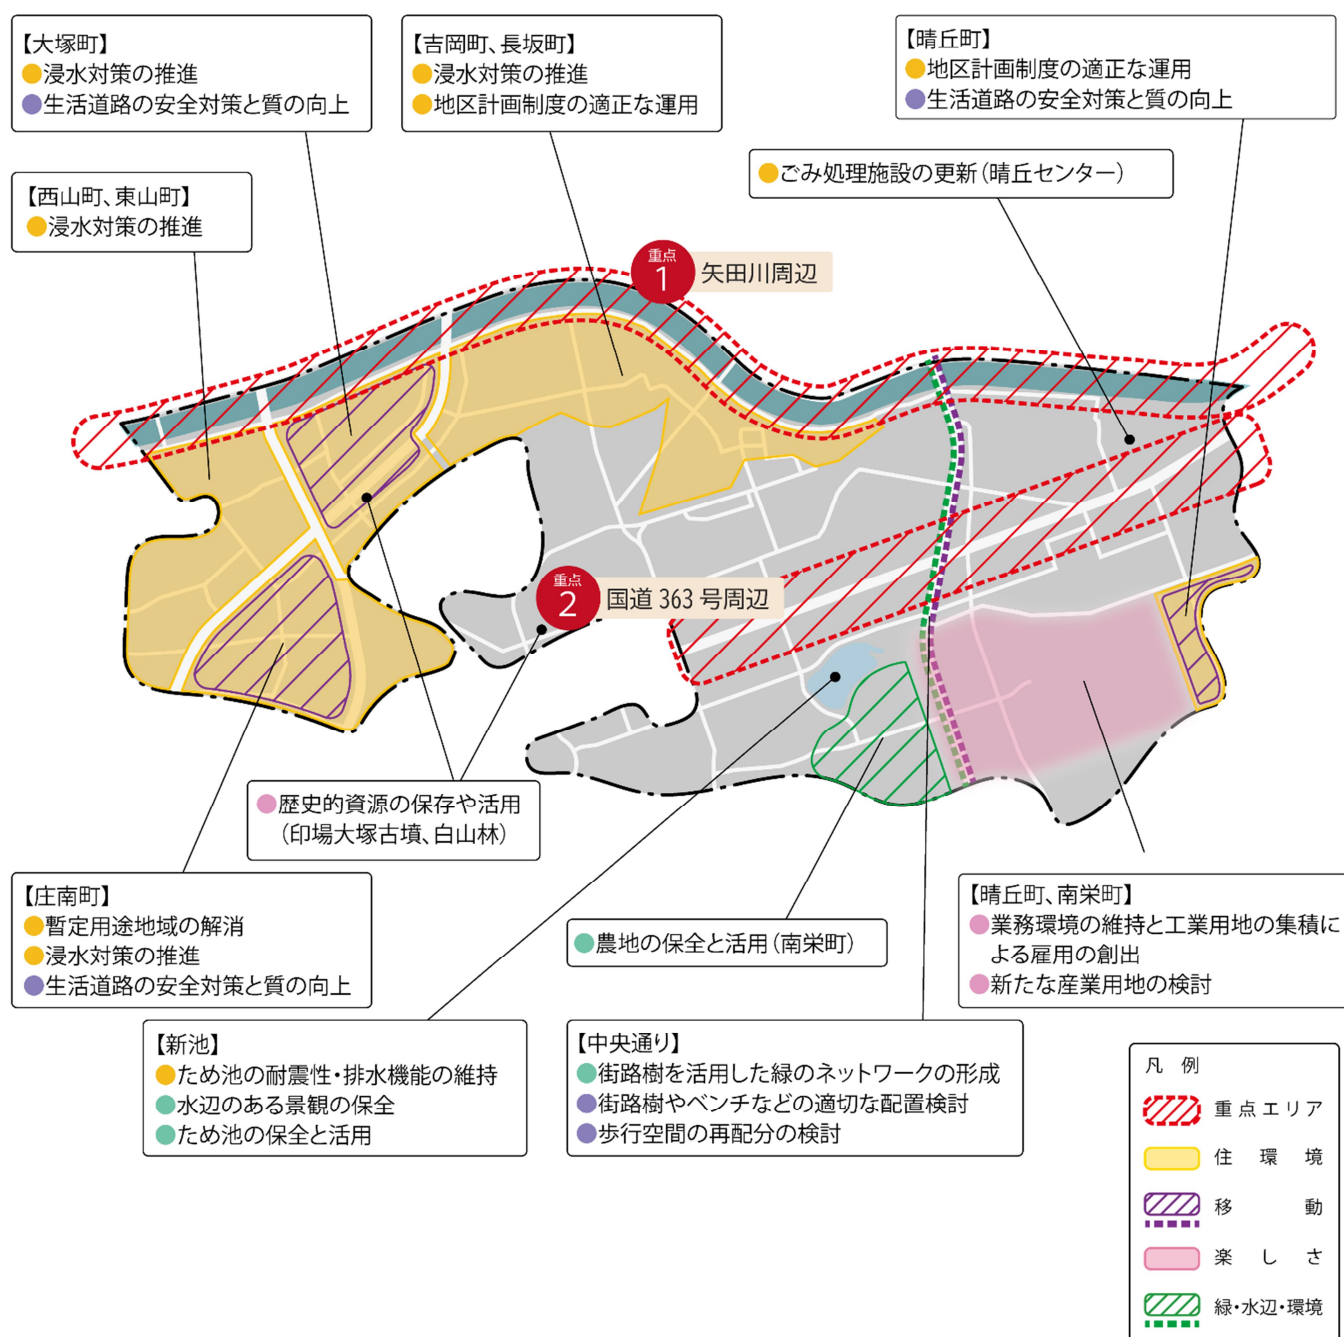 【大塚町】
●浸水対策の推進
●生活道路の安全対策と質の向上
【吉岡町、長坂町】
●浸水対策の推進
●地区計画制度の適正な運用
【晴丘町】
●地区計画制度の適正な運用
●生活道路の安全対策と質の向上
●ごみ処理施設の更新（晴丘センター）
【西山町、東山町】
●浸水対策の推進
重点
1
矢田川周辺
重点
2
国道363号周辺
●歴史的資源の保存や活用
（印場大塚古墳、白山林）
【庄南町】
●暫定用途地域の解消
●浸水対策の推進
●生活道路の安全対策と質の向上
●農地の保全と活用（南栄町）
【晴丘町、南栄町】
●業務環境の維持と工業用地の集積に
よる雇用の創出
●新たな産業用地の検討
【新池】
●ため池の耐震性・排水機能の維持
●水辺のある景観の保全
●ため池の保全と活用
【中央通り】
●街路樹を活用した緑のネットワークの形成
●街路樹やベンチなどの適切な配置検討
●歩行空間の再配分の検討
凡例
重点エリア
住環境
移動
楽しさ
緑・水辺・環境